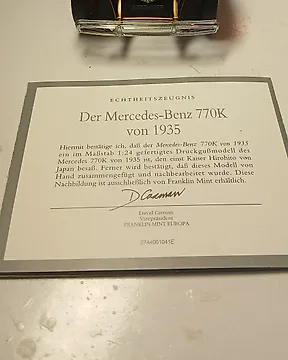 ECHTHEITSZEUGNIS
Der Mercedes-Benz 770K
von 1935
Hiermit bestätige ich, daß der Mercedes-Benz 770K von 1935
ein im Maßstab 1:24 gefertigtes Druckgußmodell des
Mercedes 770K von 1935 ist, den einst Kaiser Hirohito von
Japan besaß. Ferner wird bestätigt, daß dieses Modell von
Hand zusammengefügt und nachbearbeitet wurde. Diese
Nachbildung ist ausschließlich von Franklin Mint erhältlich.
Vizepräsident
FRANKLIN MINT EUROPA